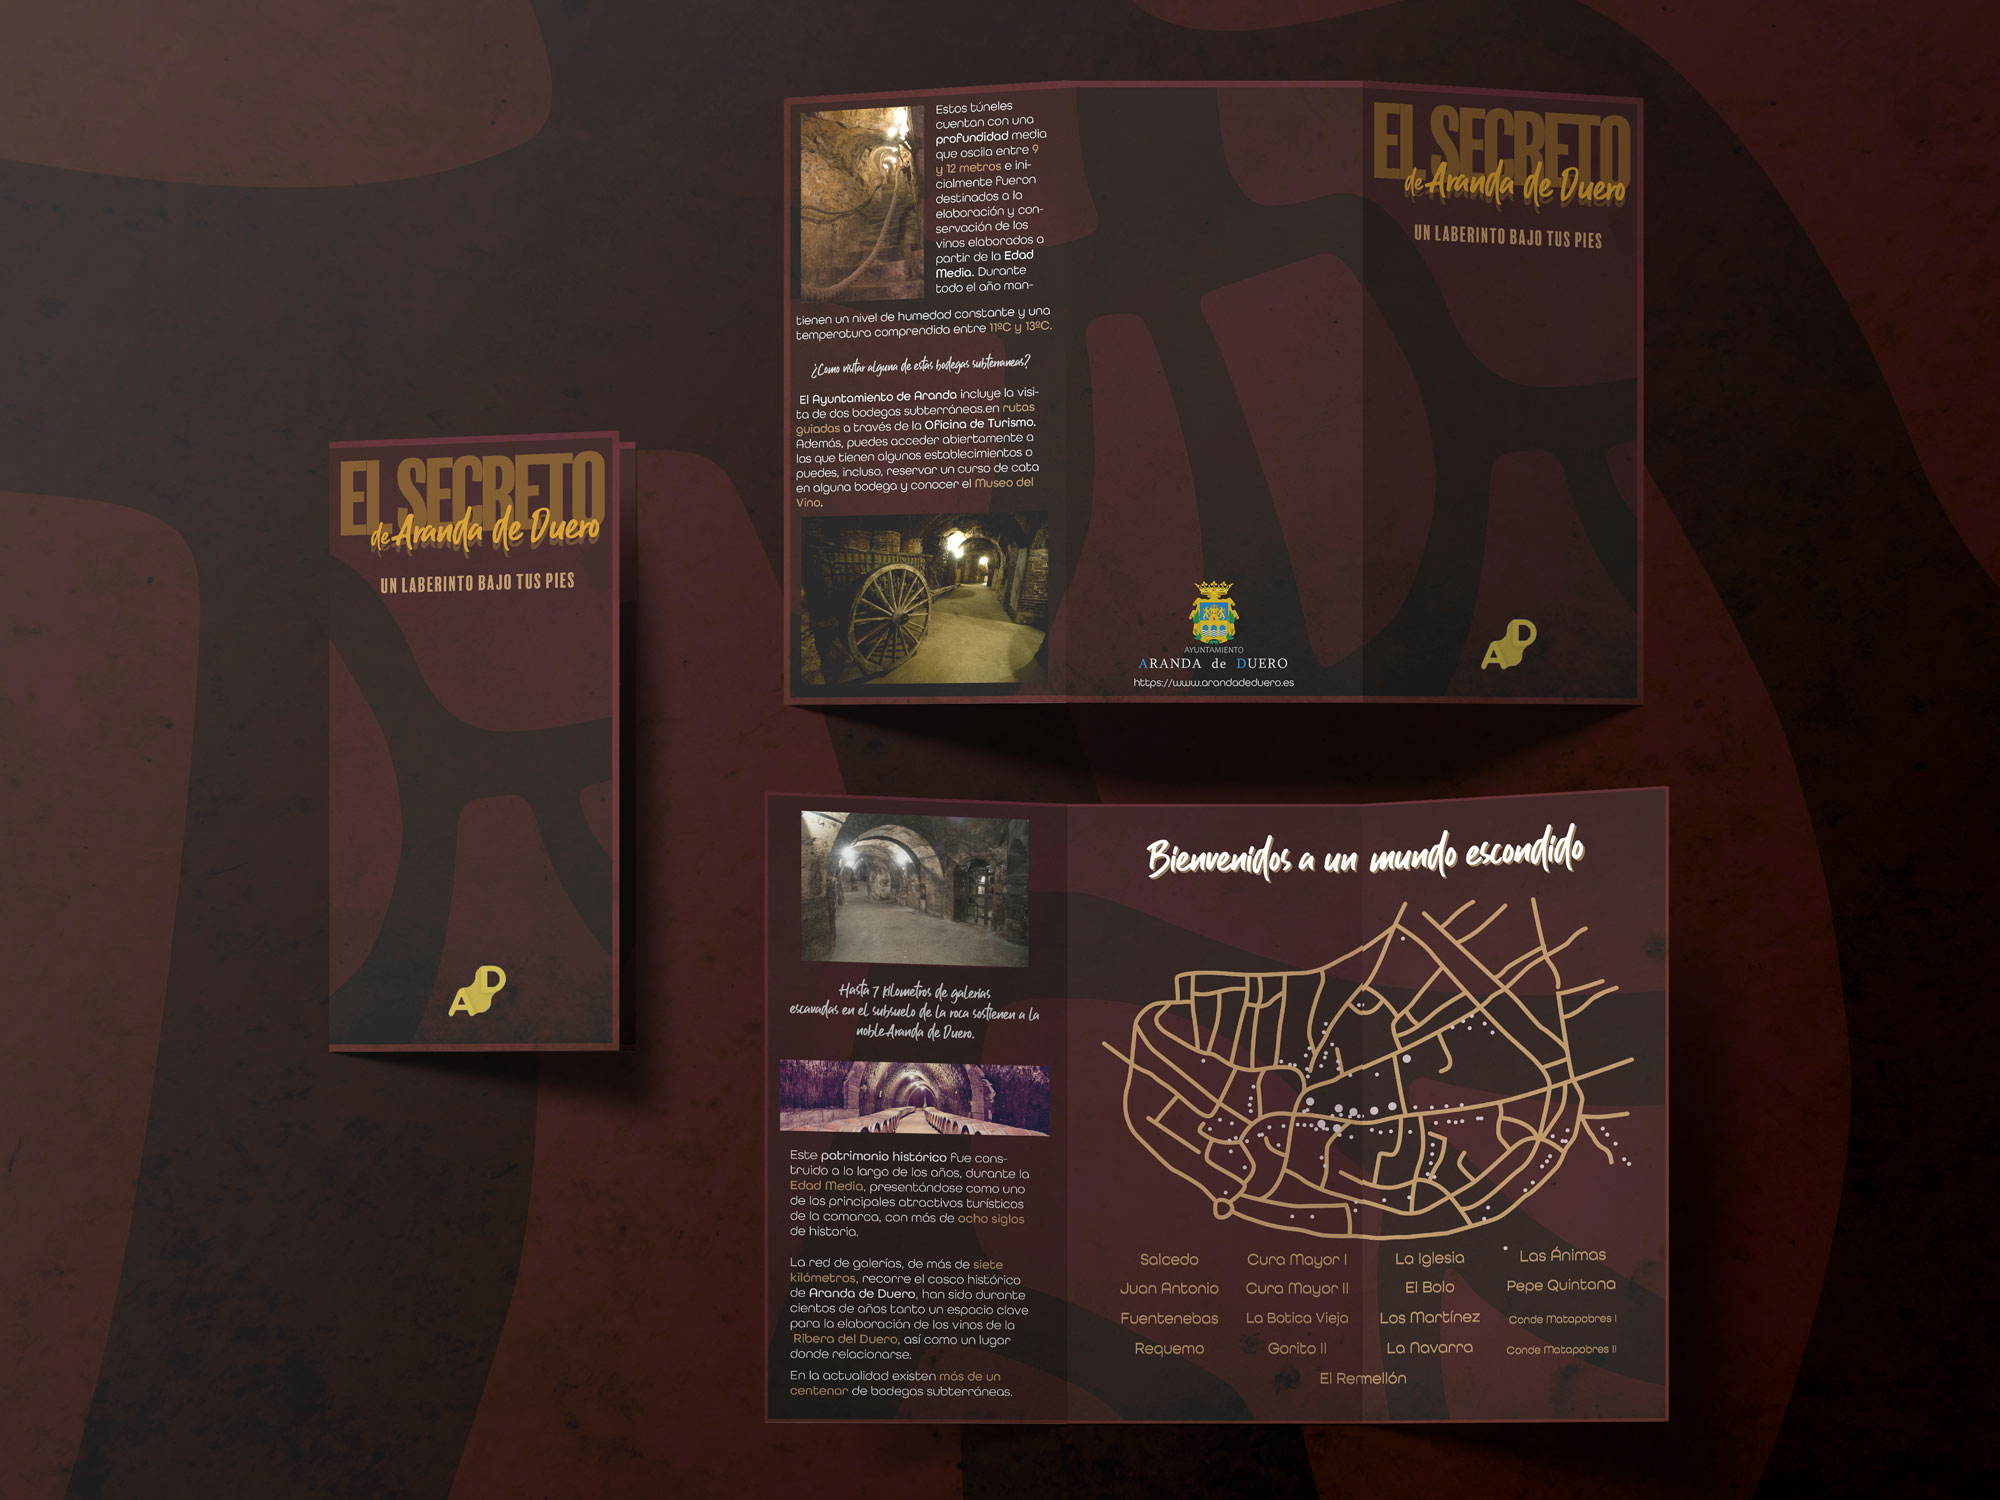 EL SECRETO
de Aranda de Duero
UN LABERINTO BAJO TUS PIES
AD
Estos túneles
cuentan con una
profundidad media
que oscila entre 9
y 12 metros e ini-
cialmente fueron
destinados a la
elaboración y con-
servación de los
vinos elaborados a
partir de la Edad
Media. Durante
todo el año man-
tienen un nivel de humedad constante y una
temperatura comprendida entre 11ºC y 13ºC.
¿Como visitar alguna de estas bodegas subterraneas?
El Ayuntamiento de Aranda incluye la visi-
ta de dos bodegas subterráneas.en rutas
guiadas a través de la Oficina de Turismo.
Además, puedes acceder abiertamente a
las que tienen algunos establecimientos o
puedes, incluso, reservar un curso de cata
en alguna bodega y conocer el Museo del
Vino.
AYUNTAMIENTO
ARANDA de DUERO
https://www.arandadeduero.es
EL SECRETO
de Aranda de Duero
UN LABERINTO BAJO TUS PIES
AD
Hasta 7 kilometros de galerias
escavadas en el subsuelo de la roca sostienen a la
noble Aranda de Duero.
Este patrimonio histórico fue cons-
truido a lo largo de los años, durante la
Edad Media, presentándose como uno
de los principales atractivos turísticos
de la comarca, con más de ocho siglos
de historia.
La red de galerías, de más de siete
kilómetros, recorre el casco histórico
de Aranda de Duero, han sido durante
cientos de años tanto un espacio clave
para la elaboración de los vinos de la
Ribera del Duero, así como un lugar
donde relacionarse.
En la actualidad existen más de un
centenar de bodegas subterráneas.
Bienvenidos a un mundo escondido
Salcedo Cura Mayor I La Iglesia Las Ánimas
Juan Antonio Cura Mayor II El Bolo Pepe Quintana
Fuentenebas La Botica Vieja Los Martínez Conde Matapobres I
Requemo Gorito II La Navarra Conde Matapobres II
El Remellón